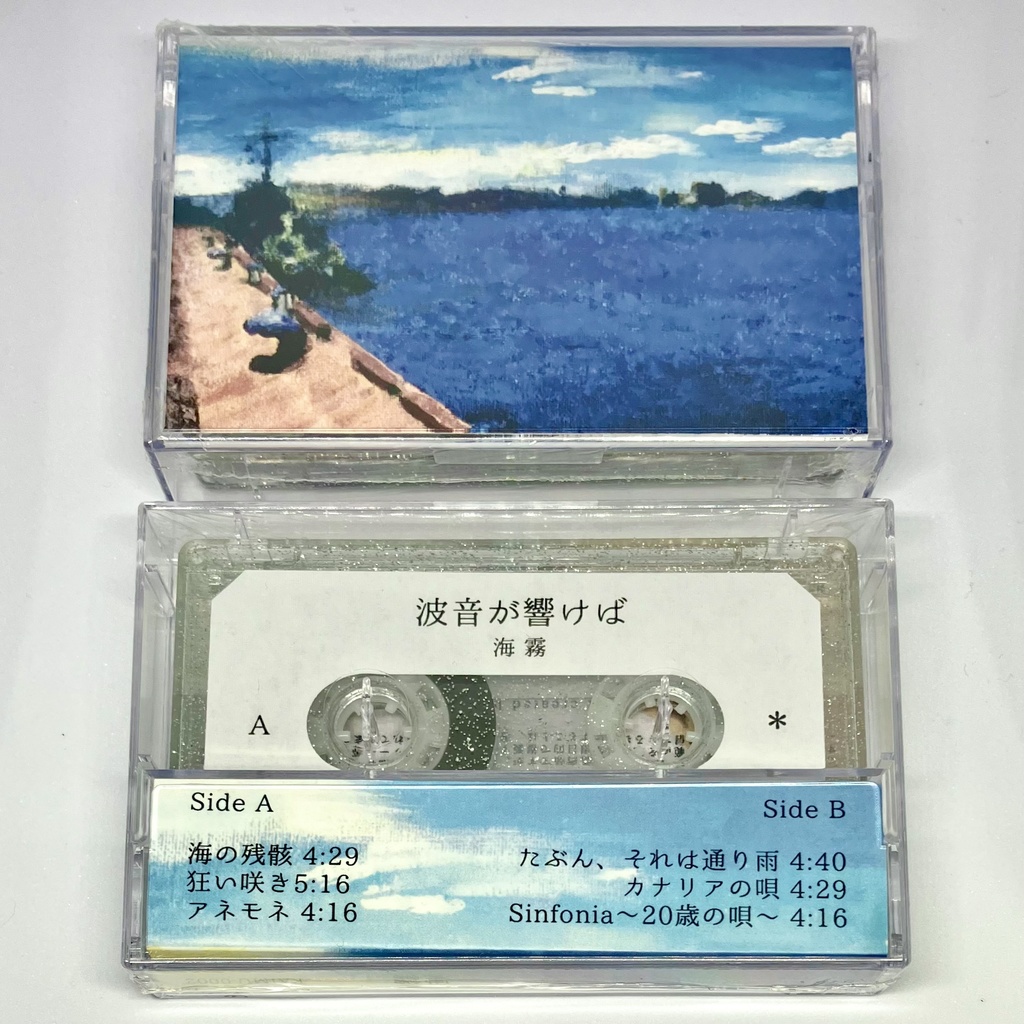 波音が響けば
海霧
A
*
Side A
海の残骸 4:29
狂い咲き5:16
アネモネ 4:16
Side B
たぶん、それは通り雨 4:40
カナリアの唄 4:29
Sinfonia〜20歳の唄〜 4:16